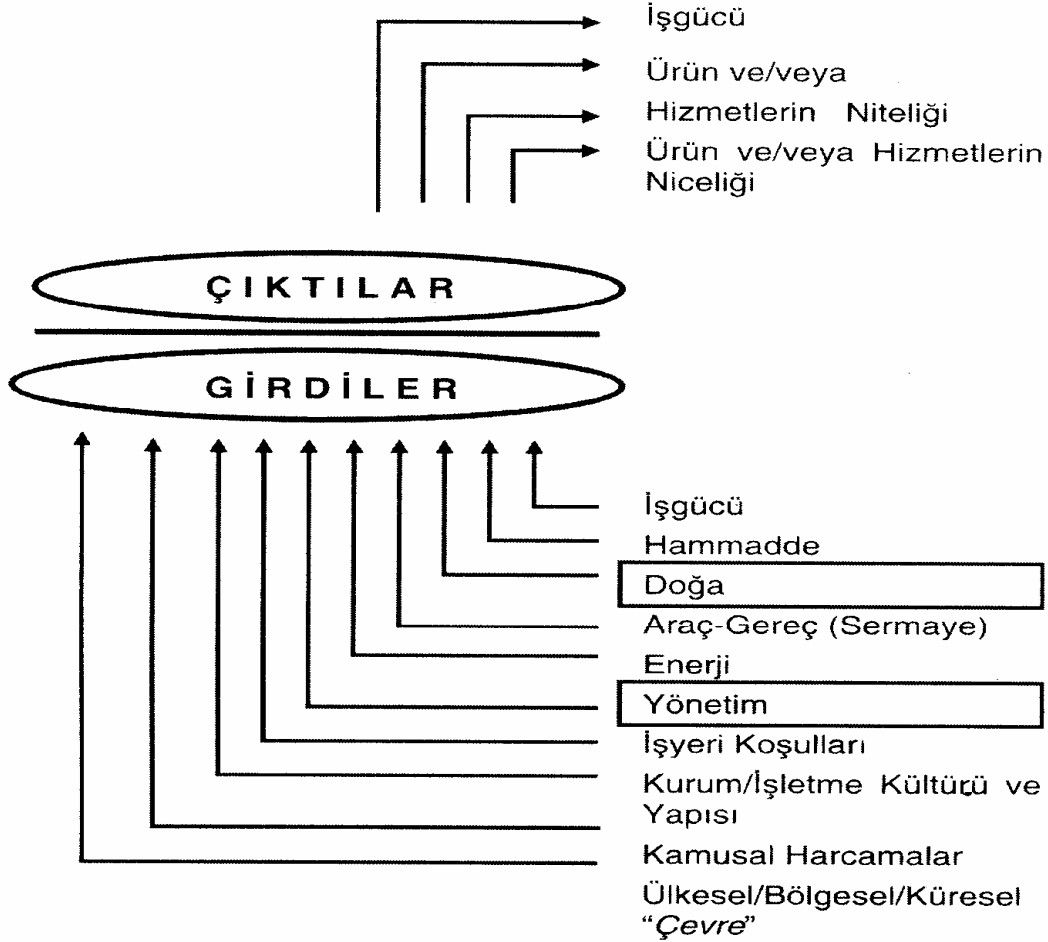 İşgücü
Ürün ve/veya
Hizmetlerin Niteliği
Ürün ve/veya Hizmetlerin
Niceliği
ÇIKTILAR
GİRDİLER
İşgücü
Hammadde
Doğa
Araç-Gereç (Sermaye)
Enerji
Yönetim
İşyeri Koşulları
Kurum/İşletme Kültürü ve
Yapısı
Kamusal Harcamalar
Ülkesel/Bölgesel/Küresel
“Çevre”